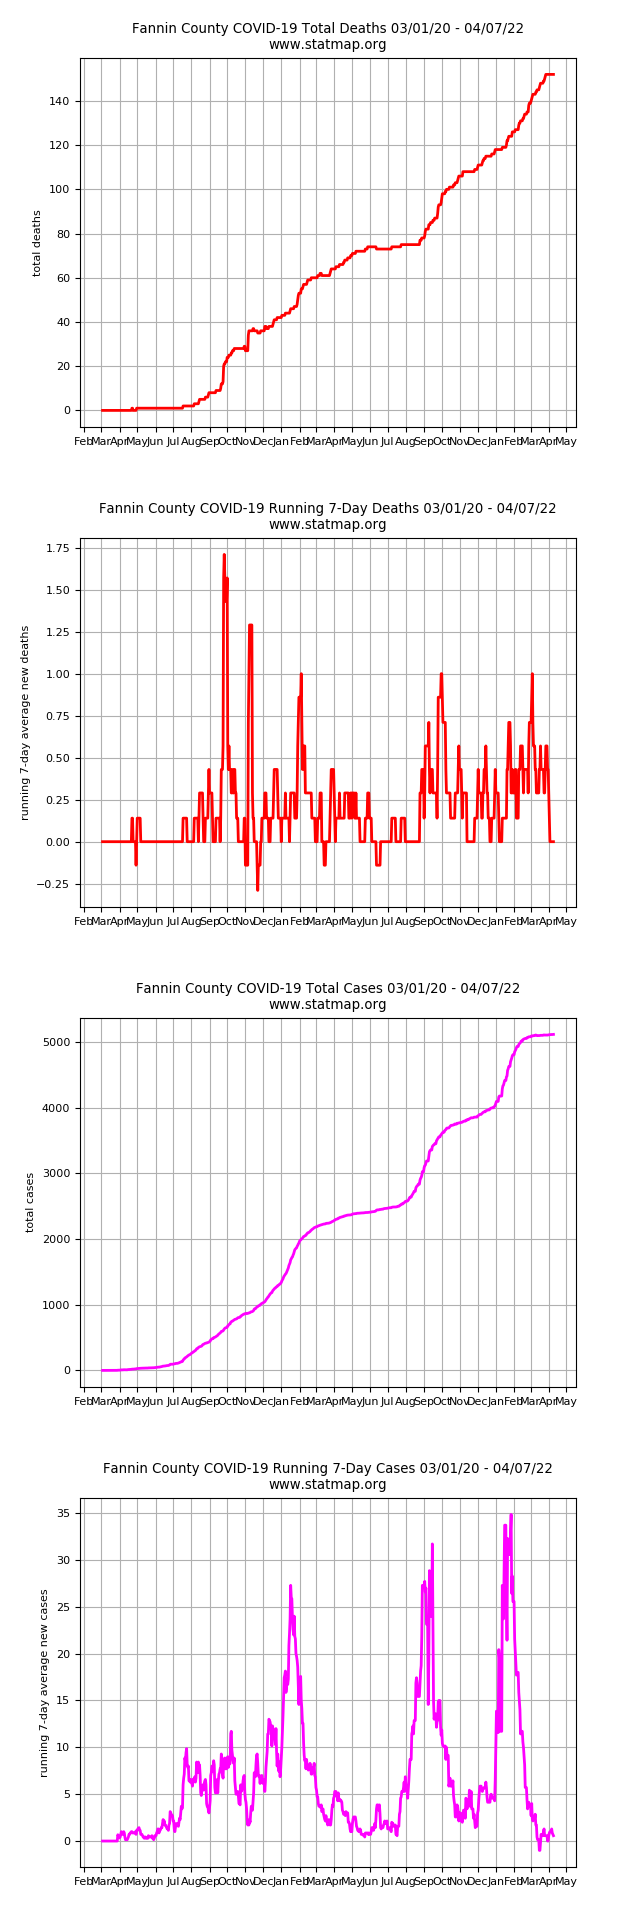 Fannin County COVID-19 Total Deaths 03/01/20 - 04/07/22
www.statmap.org
total deaths
140
120
100
80
60
40
20
0
Feb Mar Apr May Jun Jul Aug Sep Oct Nov Dec Jan Feb Mar Apr May Jun Jul Aug Sep Oct Nov Dec Jan Feb Mar Apr May
Fannin County COVID-19 Running 7-Day Deaths 03/01/20 - 04/07/22
www.statmap.org
running 7-day average new deaths
1.75
1.50
1.25
1.00
0.75
0.50
0.25
0.00
−0.25
Feb Mar Apr May Jun Jul Aug Sep Oct Nov Dec Jan Feb Mar Apr May Jun Jul Aug Sep Oct Nov Dec Jan Feb Mar Apr May
Fannin County COVID-19 Total Cases 03/01/20 - 04/07/22
www.statmap.org
total cases
5000
4000
3000
2000
1000
0
Feb Mar Apr May Jun Jul Aug Sep Oct Nov Dec Jan Feb Mar Apr May Jun Jul Aug Sep Oct Nov Dec Jan Feb Mar Apr May
Fannin County COVID-19 Running 7-Day Cases 03/01/20 - 04/07/22
www.statmap.org
running 7-day average new cases
35
30
25
20
15
10
5
0
Feb Mar Apr May Jun Jul Aug Sep Oct Nov Dec Jan Feb Mar Apr May Jun Jul Aug Sep Oct Nov Dec Jan Feb Mar Apr May